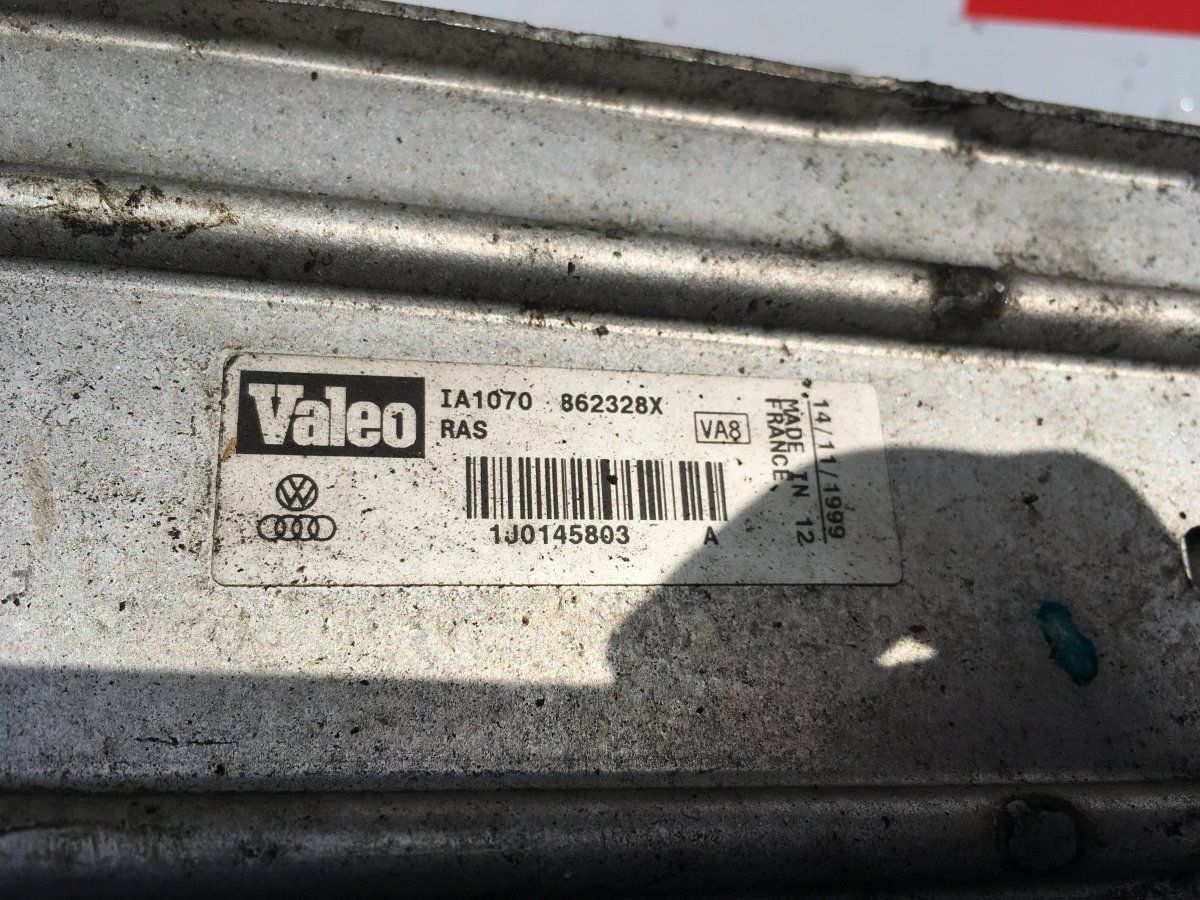 Valeo
IA1070 862328X
RAS
VA8
1J0145803 A
14/11/1999
MADE IN 12
FRANCE